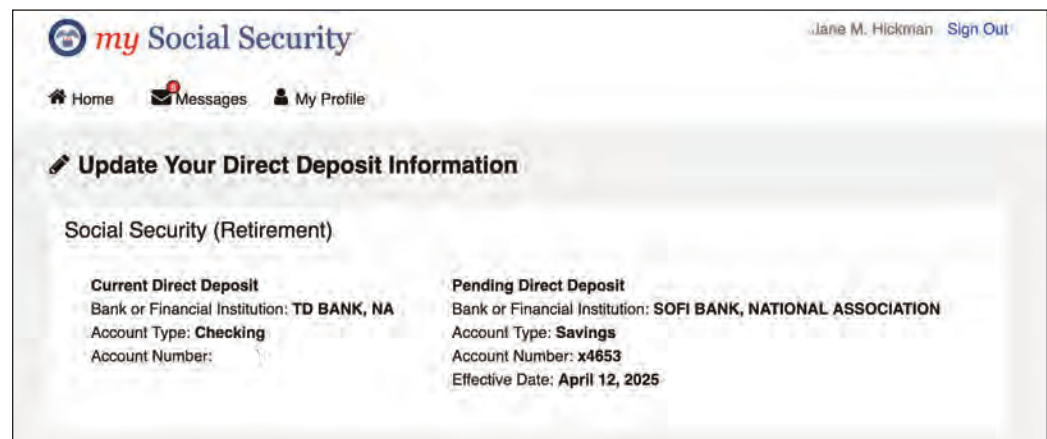 my Social Security
Jane M. Hickman Sign Out
Home Messages My Profile
Update Your Direct Deposit Information
Social Security (Retirement)
Current Direct Deposit
Bank or Financial Institution: TD BANK, NA
Account Type: Checking
Account Number:
Pending Direct Deposit
Bank or Financial Institution: SOFI BANK, NATIONAL ASSOCIATION
Account Type: Savings
Account Number: x4653
Effective Date: April 12, 2025